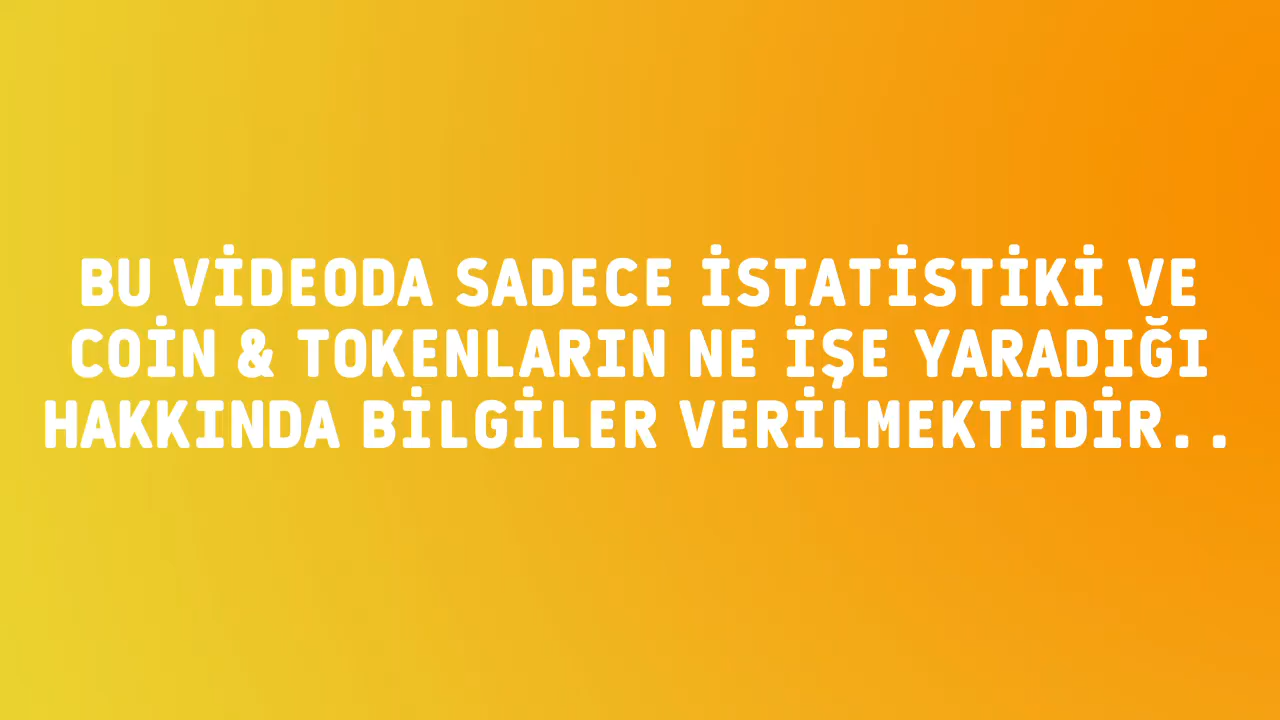 BU VİDEODA SADECE İSTATİSTİKİ VE
COİN & TOKENLARIN NE İŞE YARADIĞI
HAKKINDA BİLGİLER VERİLMEKTEDİR..